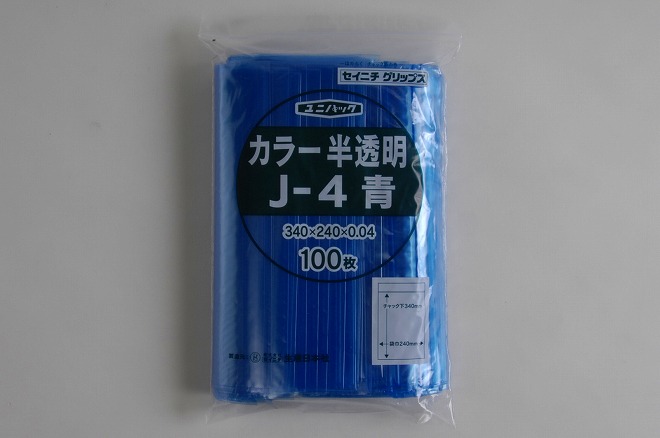 セイニチグリップス
ユニパック
カラー半透明
J-4 青
340×240×0.04
100枚
チャック下340mm
袋巾240mm